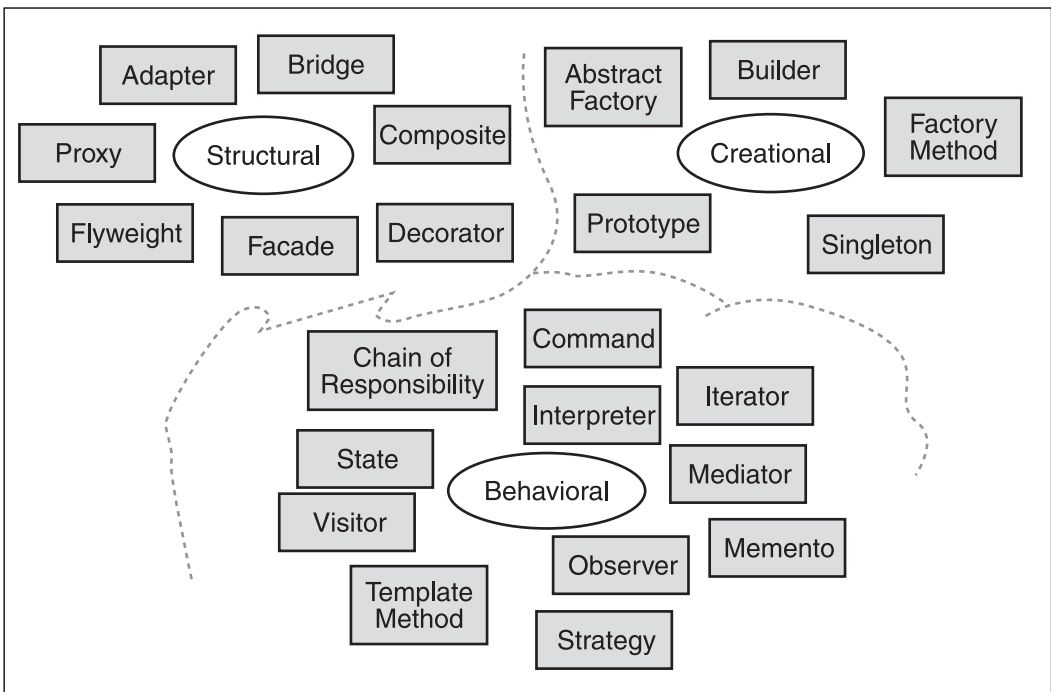 Adapter
Bridge
Proxy
Structural
Composite
Flyweight
Facade
Decorator
Abstract
Factory
Builder
Creational
Factory
Method
Prototype
Singleton
Chain of
Responsibility
Command
Interpreter
Iterator
State
Behavioral
Mediator
Visitor
Observer
Memento
Template
Method
Strategy